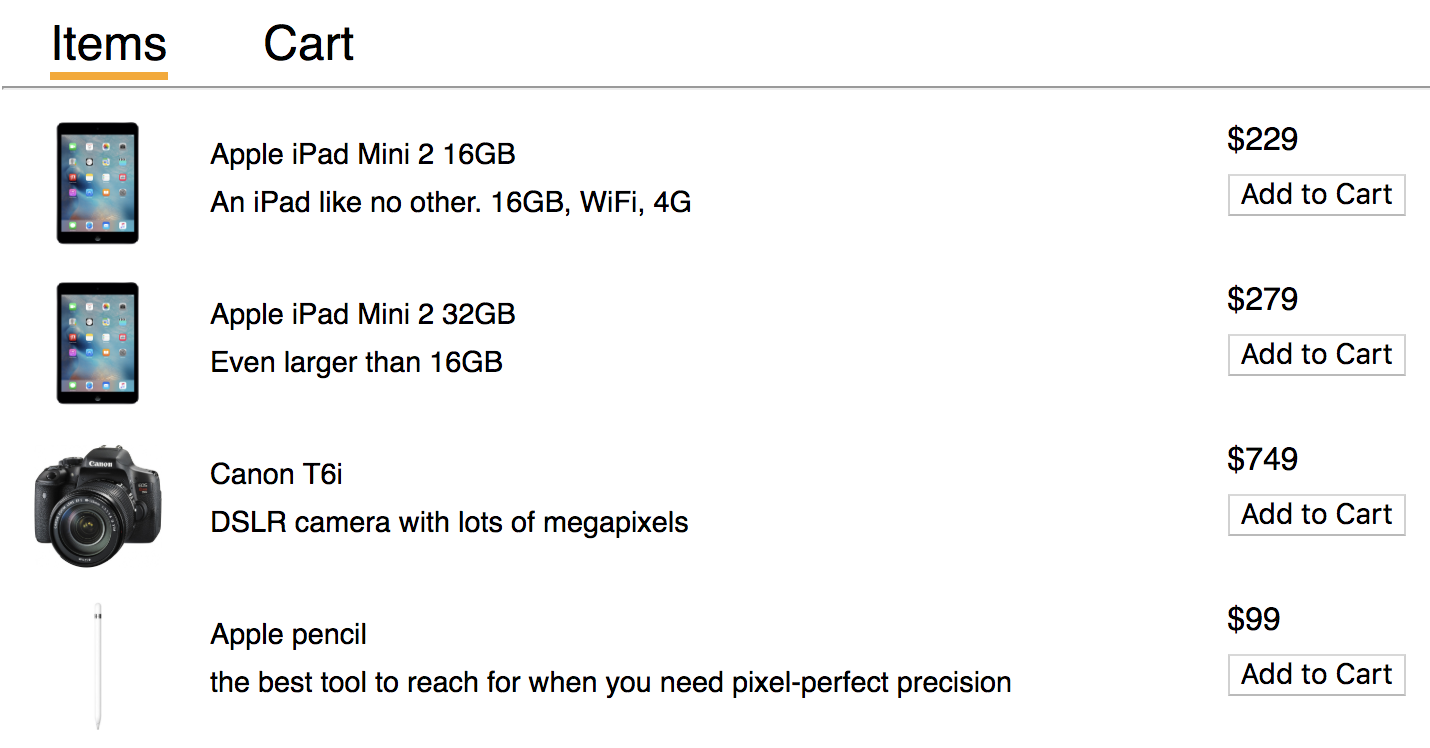 Items Cart
Apple iPad Mini 2 16GB
An iPad like no other. 16GB, WiFi, 4G
$229
Add to Cart
Apple iPad Mini 2 32GB
Even larger than 16GB
$279
Add to Cart
Canon
Canon T6i
DSLR camera with lots of megapixels
$749
Add to Cart
Apple pencil
the best tool to reach for when you need pixel-perfect precision
$99
Add to Cart